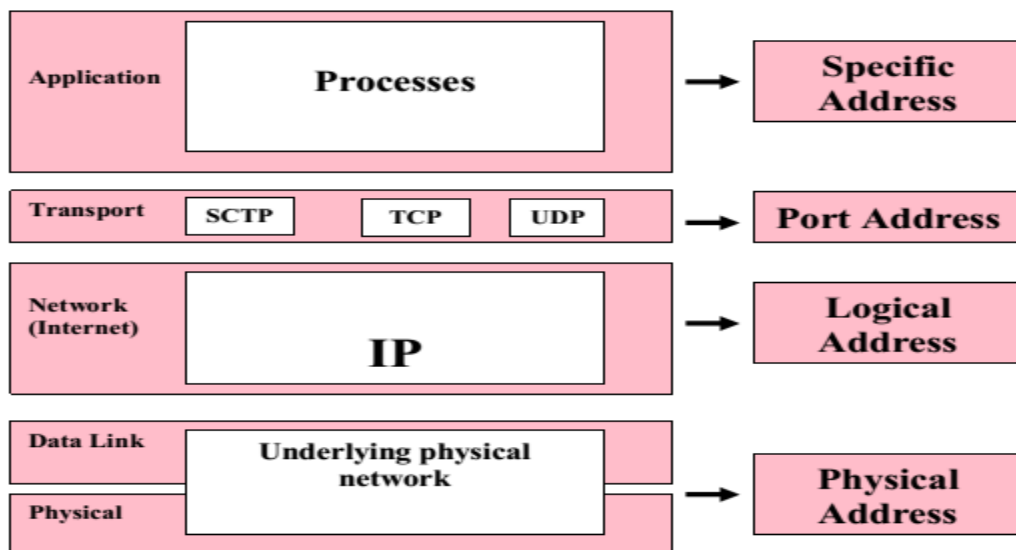 Application
Processes
Specific
Address
Transport
SCTP
TCP
UDP
Port Address
Network
(Internet)
IP
Logical
Address
Data Link
Underlying physical
network
Physical
Physical
Address